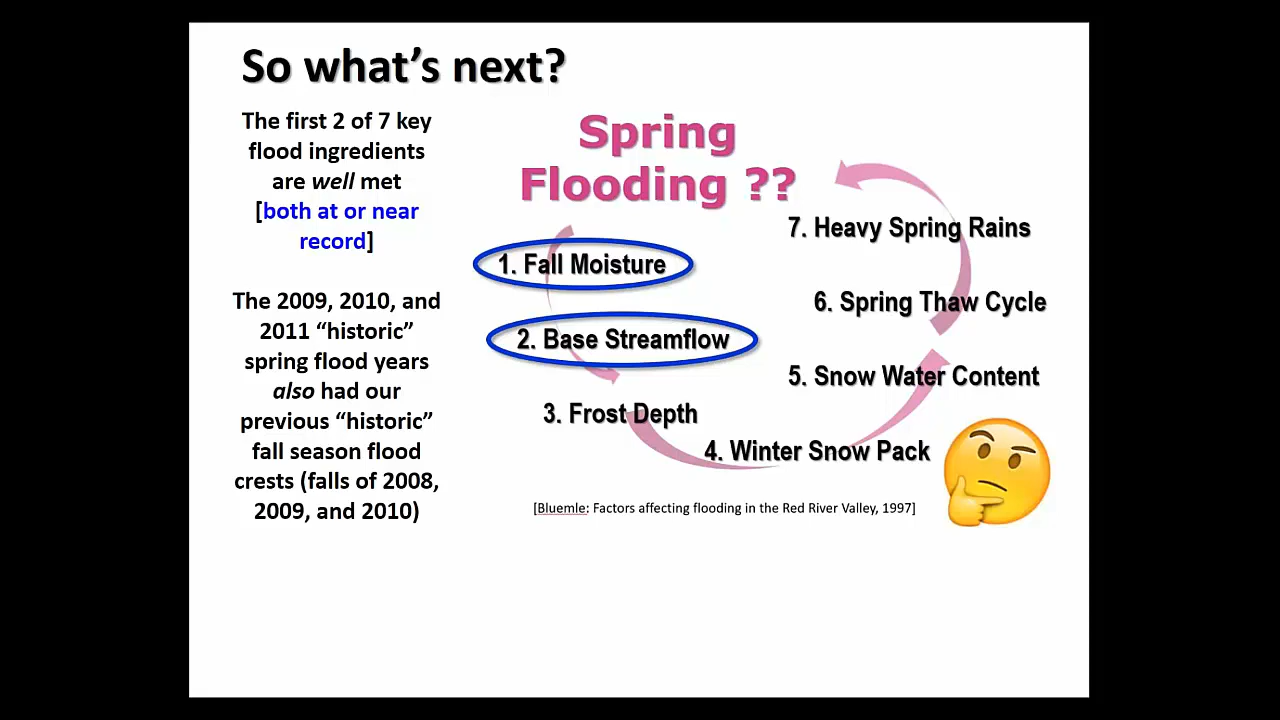 So what's next?
The first 2 of 7 key
flood ingredients
are well met
[both at or near
record]
The 2009, 2010, and
2011 “historic”
spring flood years
also had our
previous “historic”
fall season flood
crests (falls of 2008,
2009, and 2010)
Spring
Flooding ??
1. Fall Moisture
2. Base Streamflow
3. Frost Depth
4. Winter Snow Pack
5. Snow Water Content
6. Spring Thaw Cycle
7. Heavy Spring Rains
[Bluemle: Factors affecting flooding in the Red River Valley, 1997]